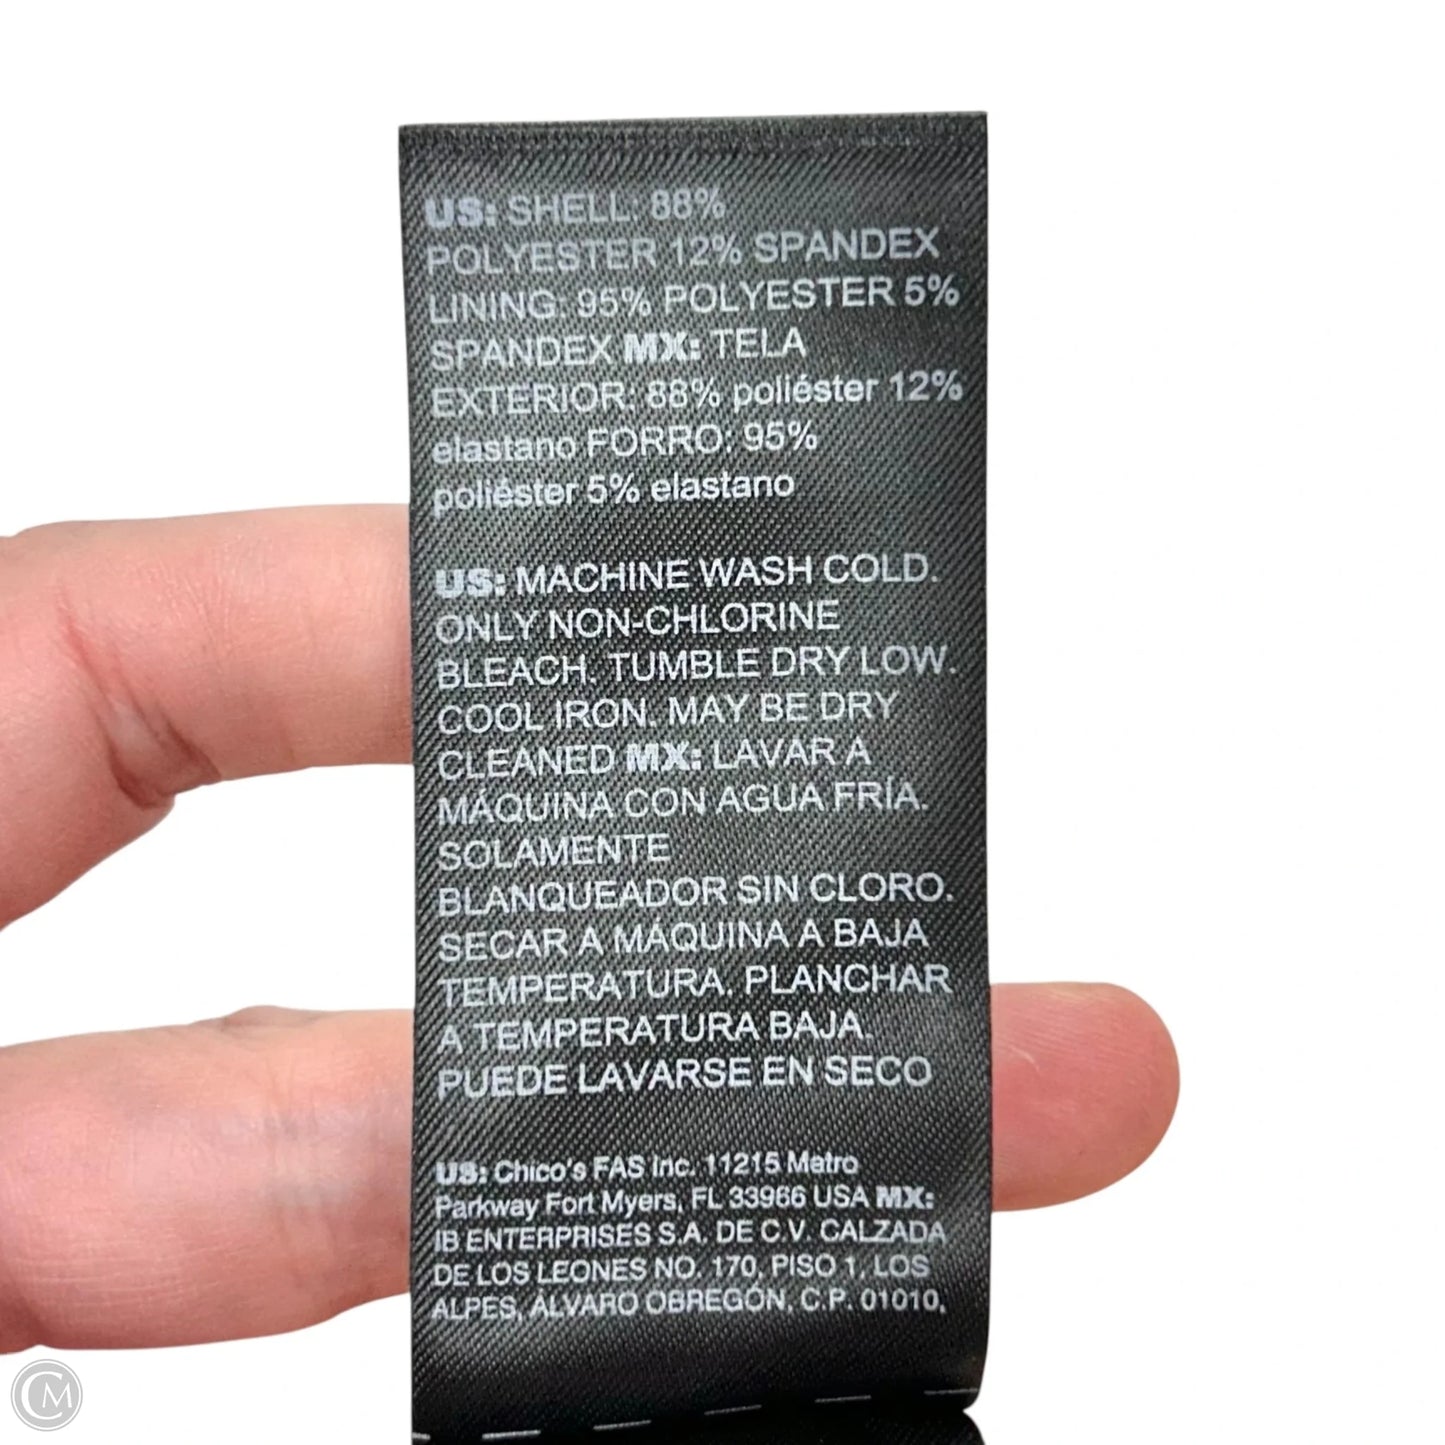 US: SHELL: 88%
POLYESTER 12% SPANDEX
LINING: 95% POLYESTER 5%
SPANDEX MX: TELA
EXTERIOR: 88% poliéster 12%
elastano FORRO: 95%
poliéster 5% elastano
US: MACHINE WASH COLD.
ONLY NON-CHLORINE
BLEACH. TUMBLE DRY LOW.
COOL IRON. MAY BE DRY
CLEANED MX: LAVAR A
MÁQUINA CON AGUA FRÍA.
SOLAMENTE
BLANQUEADOR SIN CLORO.
SECAR A MÁQUINA A BAJA
TEMPERATURA. PLANCHAR
A TEMPERATURA BAJA.
PUEDE LAVARSE EN SECO
US: Chico's FAS Inc. 11215 Metro
Parkway Fort Myers, FL 33966 USA MX:
IB ENTERPRISES S.A. DE C.V. CALZADA
DE LOS LEONES NO. 170, PISO 1, LOS
ALPES, ÁLVARO OBREGÓN, C.P. 01010,
CM